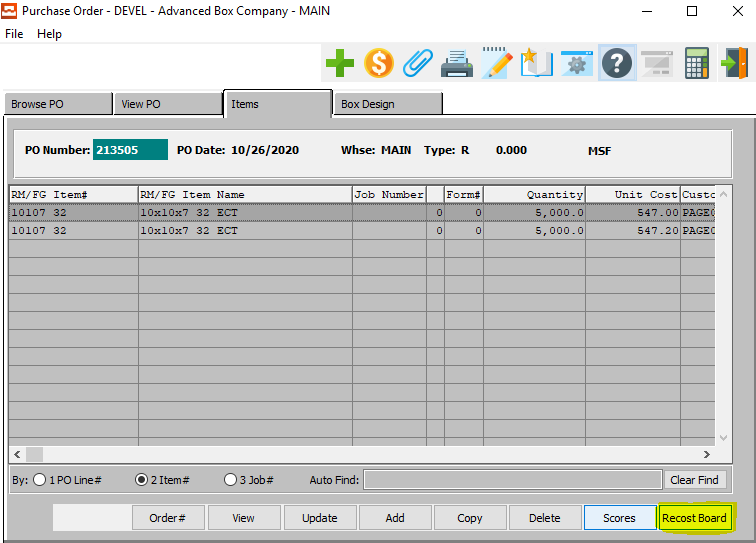 Purchase Order - DEVEL - Advanced Box Company - MAIN
File Help
Browse PO View PO Items Box Design
PO Number: 213505 PO Date: 10/26/2020 Whse: MAIN Type: R 0.000 MSF
RM/FG Item# RM/FG Item Name Job Number Form# Quantity Unit Cost Custo
10107 32 10x10x7 32 ECT 0 0 5,000.0 547.00 PAGE0
10107 32 10x10x7 32 ECT 0 0 5,000.0 547.20 PAGE0
By: 1 PO Line# 2 Item# 3 Job# Auto Find: Clear Find
Order# View Update Add Copy Delete Scores Recost Board